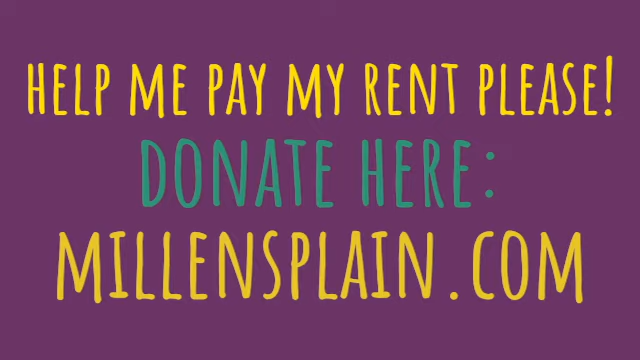 HELP ME PAY MY RENT PLEASE!
DONATE HERE:
MILLENSPLAIN.COM